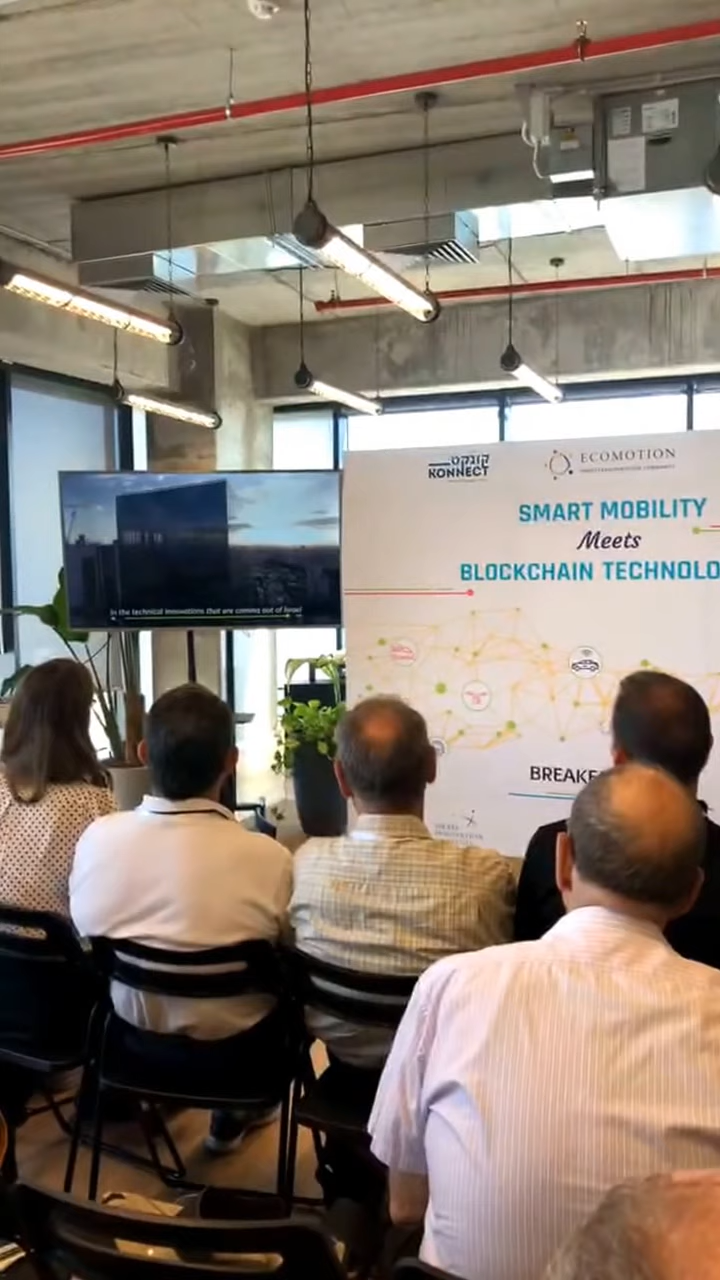 קונקט
KONNECT
ECOMOTION
SMART MOBILITY
Meets
BLOCKCHAIN TECHNOLO
In the technical innovations that are coming out of Israel
BREAKF